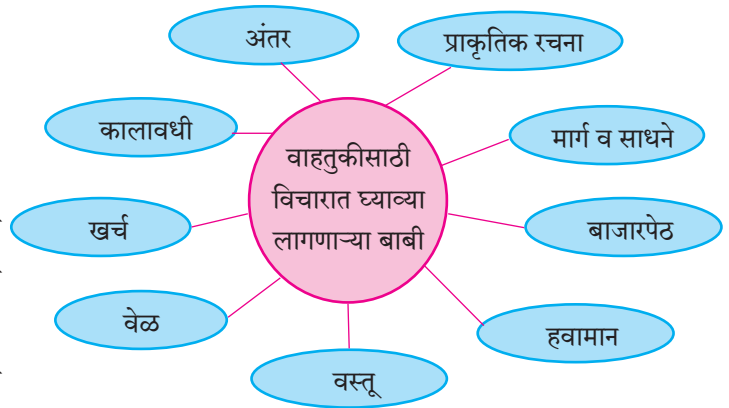 अंतर
प्राकृतिक रचना
कालावधी
मार्ग व साधने
वाहतुकीसाठी
विचारात घ्याव्या
लागणाऱ्या बाबी
खर्च
बाजारपेठ
वेळ
हवामान
वस्तू